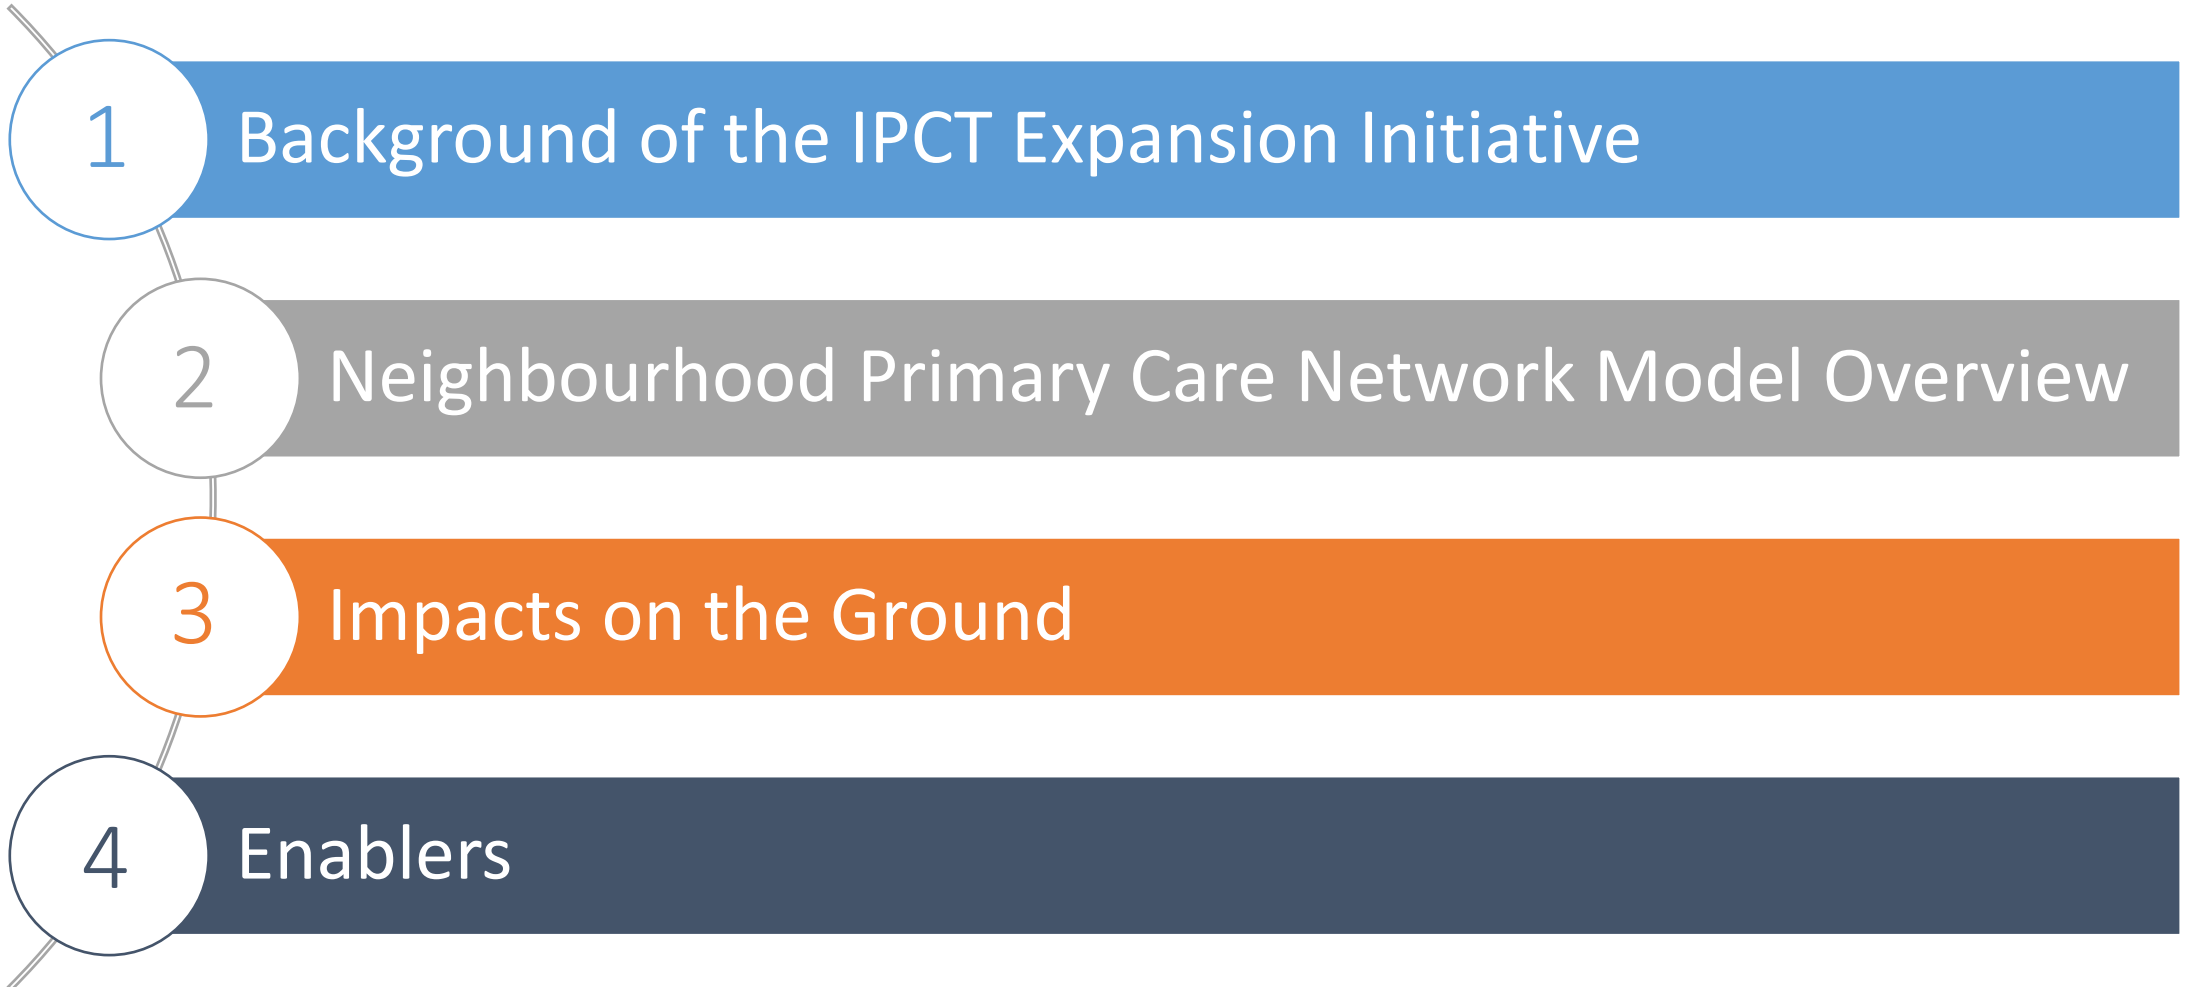 1 Background of the IPCT Expansion Initiative
2 Neighbourhood Primary Care Network Model Overview
3 Impacts on the Ground
4 Enablers